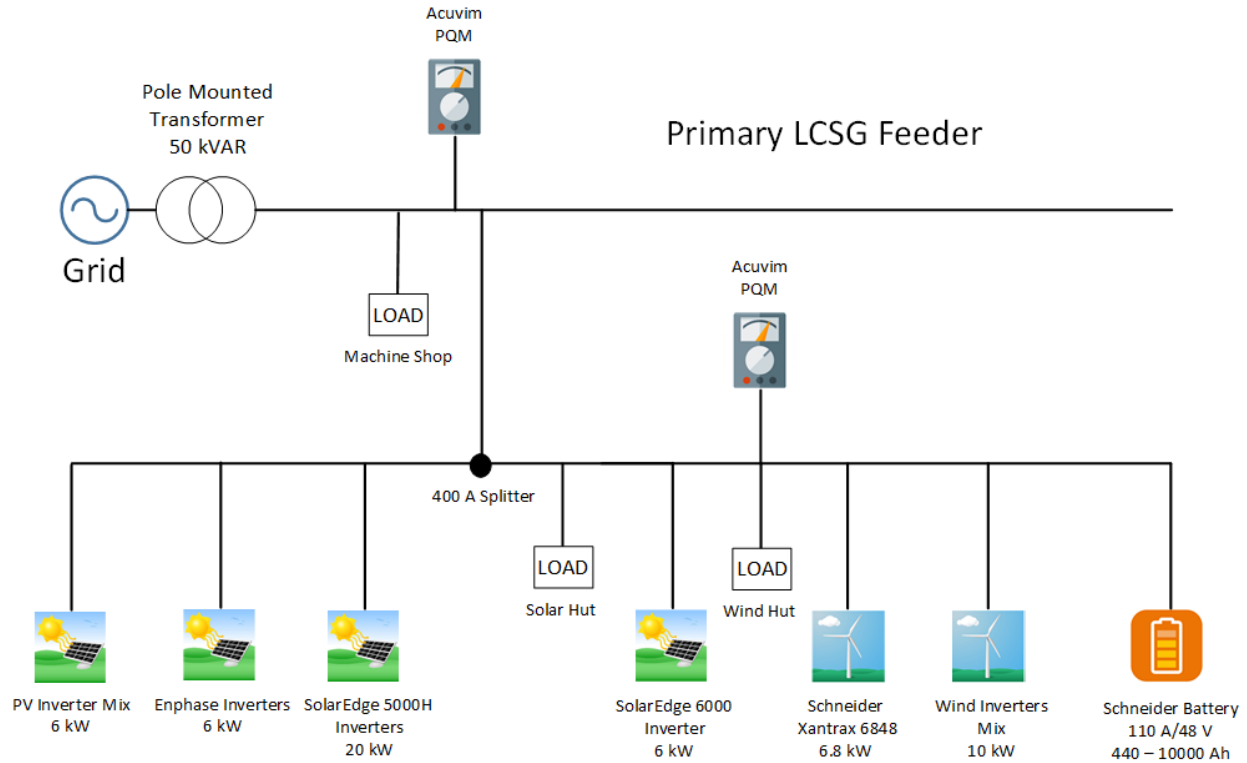 Acuvim
PQM
Pole Mounted
Transformer
50 kVAR
Primary LCSG Feeder
Grid
LOAD
Machine Shop
Acuvim
PQM
400 A Splitter
LOAD
Solar Hut
LOAD
Wind Hut
PV Inverter Mix
6 kW
Enphase Inverters
6 kW
SolarEdge 5000H
Inverters
20 kW
SolarEdge 6000
Inverter
6 kW
Schneider
Xantrax 6848
6.8 kW
Wind Inverters
Mix
10 kW
Schneider Battery
110 A/48 V
440 – 10000 Ah